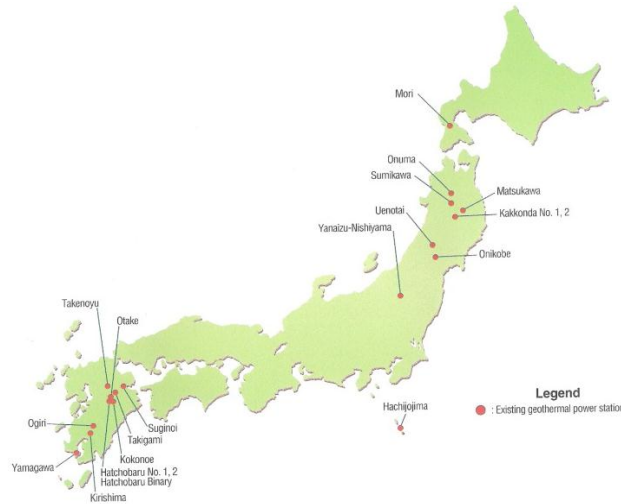 Mori
Onuma
Sumikawa
Matsukawa
Uenotai
Kakkonda No. 1, 2
Yanaizu-Nishiyama
Onikobe
Takenoyu
Otake
Legend
: Existing geothermal power station
Hachijojima
Suginoi
Ogiri
Takigami
Kokonoe
Yamagawa
Hatchobaru No. 1, 2
Hatchobaru Binary
Kirishima